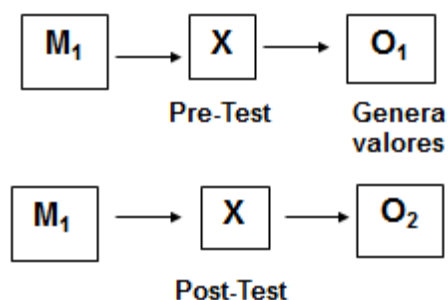 M₁ X O₁
Pre-Test Genera
valores
M₁ X O₂
Post-Test